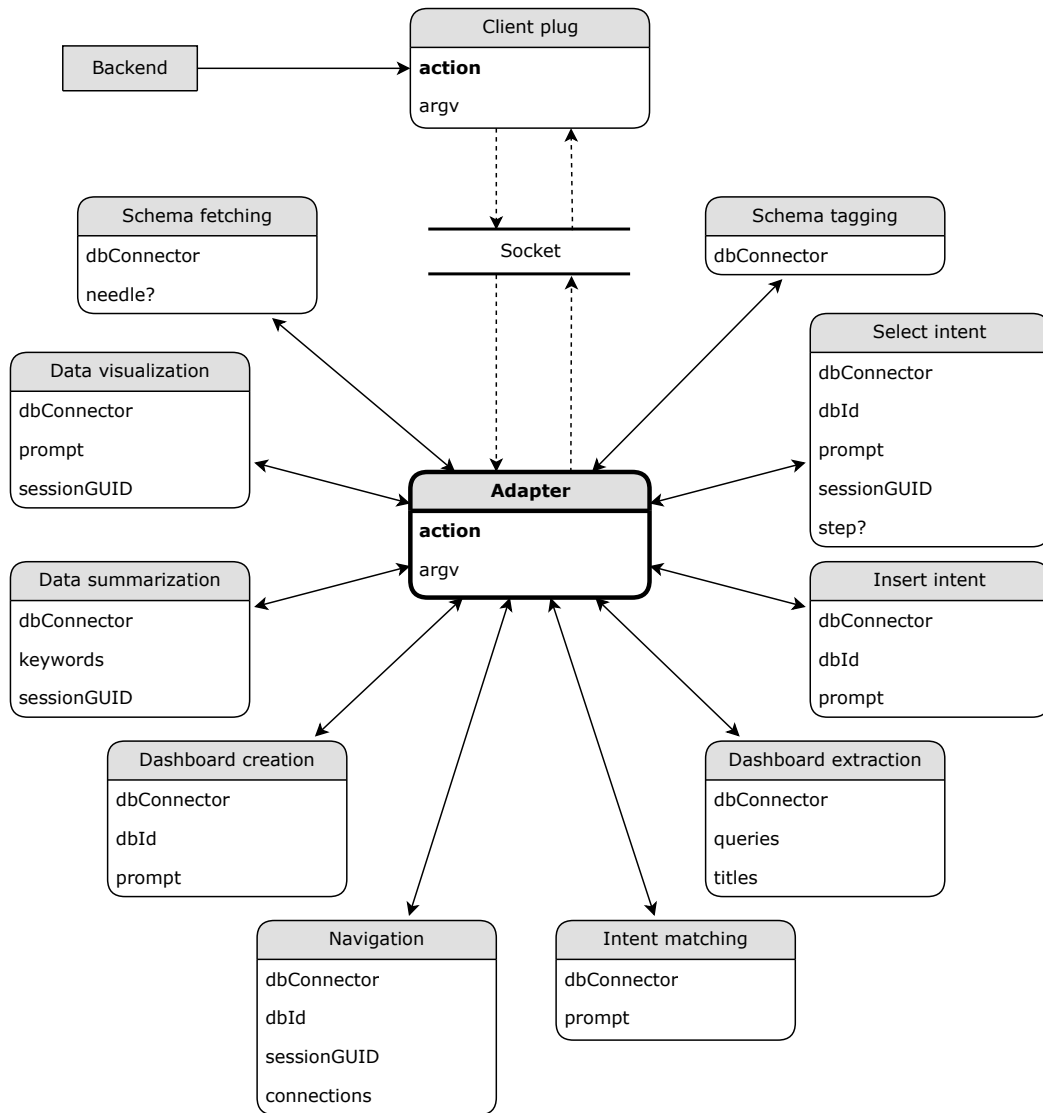 Client plug
action
argv
Backend
Schema fetching
dbConnector
needle?
Socket
Schema tagging
dbConnector
Select intent
dbConnector
dbId
prompt
sessionGUID
step?
Data visualization
dbConnector
prompt
sessionGUID
Adapter
action
argv
Data summarization
dbConnector
keywords
sessionGUID
Insert intent
dbConnector
dbId
prompt
Dashboard creation
dbConnector
dbId
prompt
Dashboard extraction
dbConnector
queries
titles
Navigation
dbConnector
dbId
sessionGUID
connections
Intent matching
dbConnector
prompt